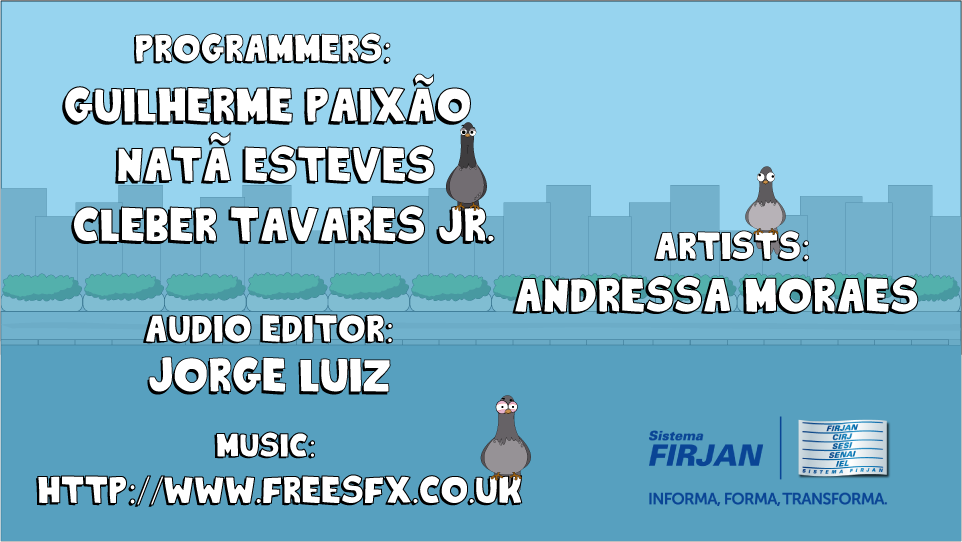 PROGRAMMERS:
GUILHERME PAIXÃO
NATÃ ESTEVES
CLEBER TAVARES JR.
ARTISTS:
ANDRESSA MORAES
AUDIO EDITOR:
JORGE LUIZ
MUSIC:
HTTP://WWW.FREESFX.CO.UK
Sistema
FIRJAN
FIRJAN
CIRJ
SESI
SENAI
IEL
SISTEMA FIRJAN
INFORMA, FORMA, TRANSFORMA.